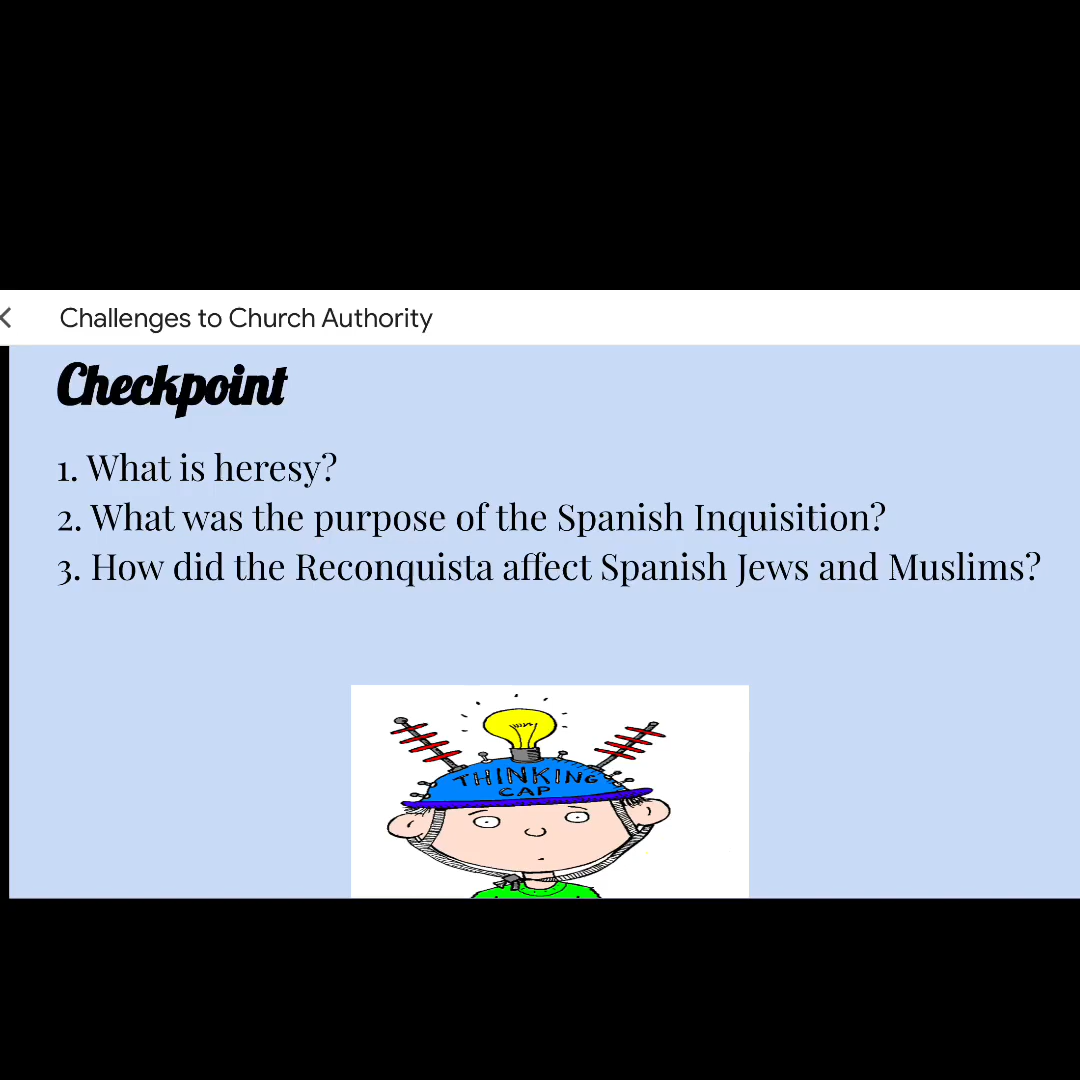 Challenges to Church Authority
Checkpoint
1. What is heresy?
2. What was the purpose of the Spanish Inquisition?
3. How did the Reconquista affect Spanish Jews and Muslims?
THINKING
CAP